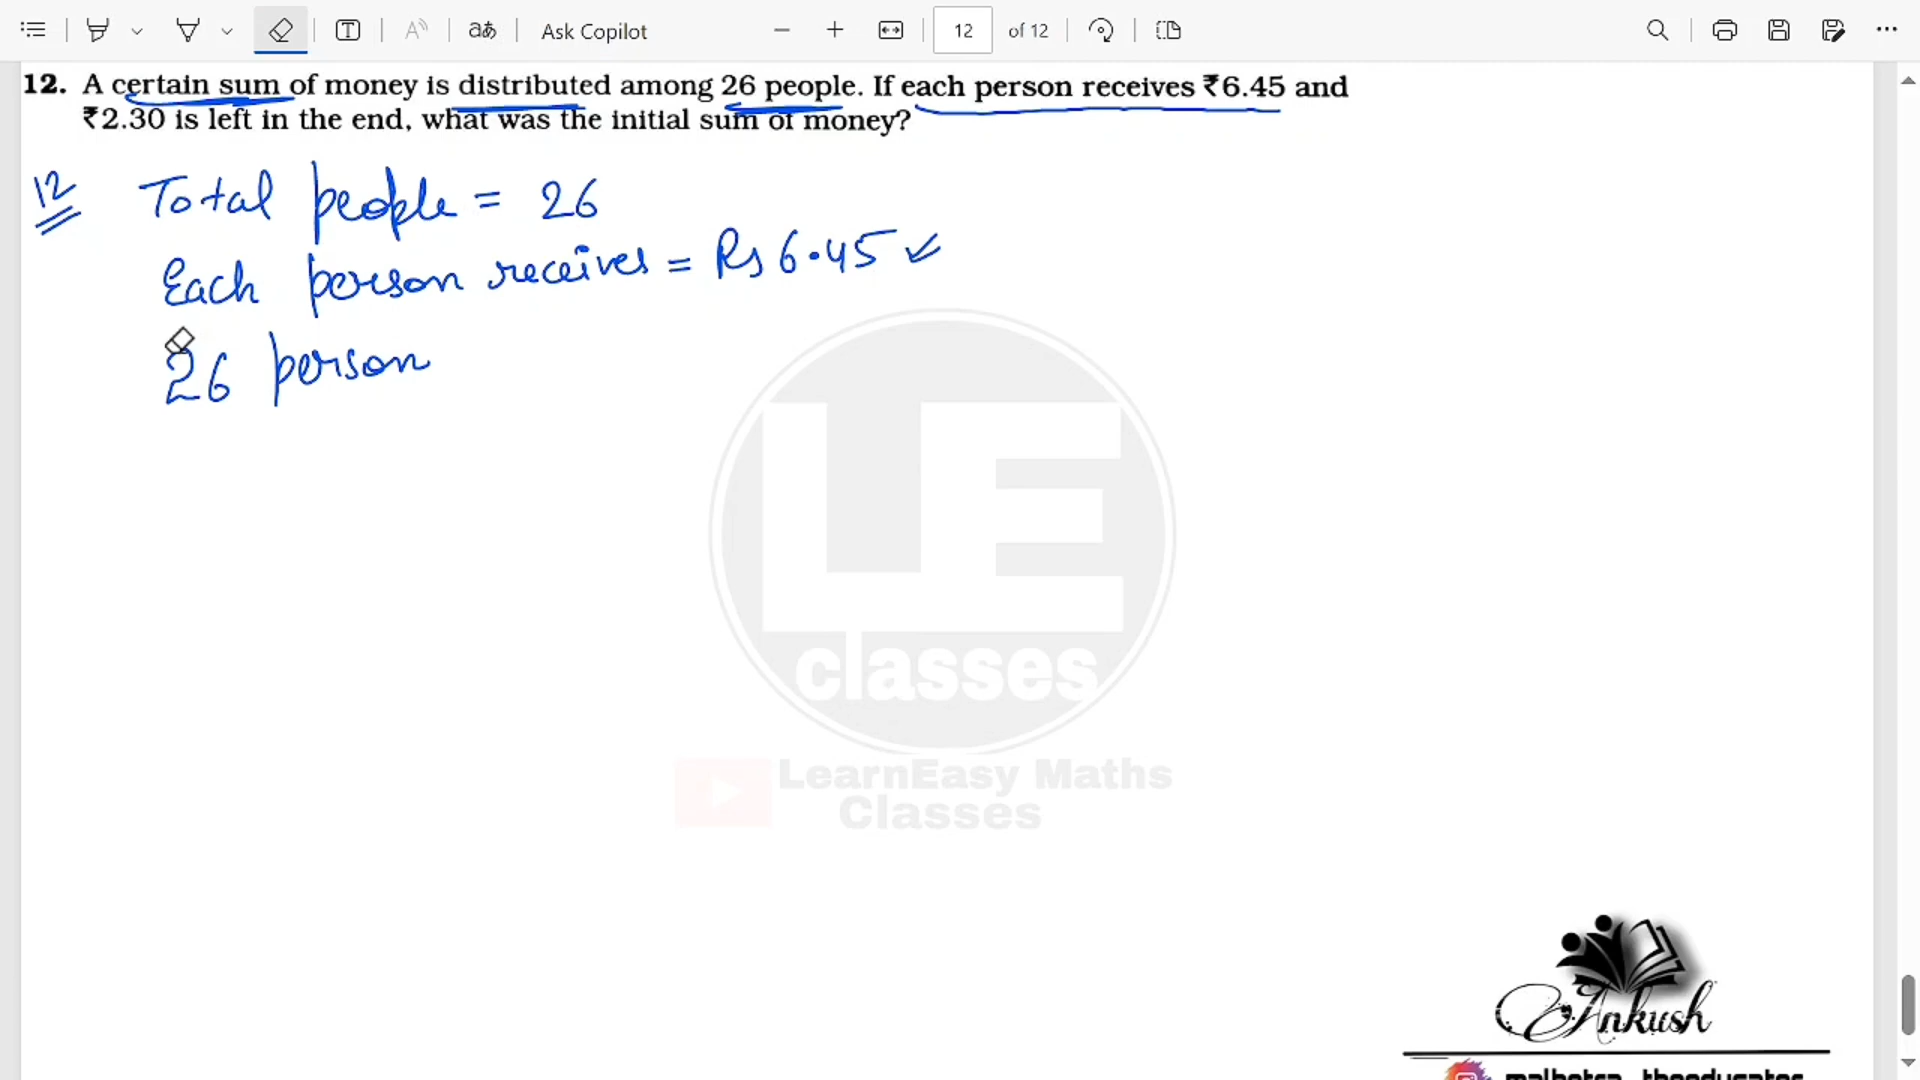 Ask Copilot
12 of 12
12. A certain sum of money is distributed among 26 people. If each person receives ₹6.45 and
₹2.30 is left in the end, what was the initial sum of money?
12 Total people = 26
Each person receives = Rs 6.45 ✓
26 person
LE
classes
LearnEasy Maths
Classes
Ankush